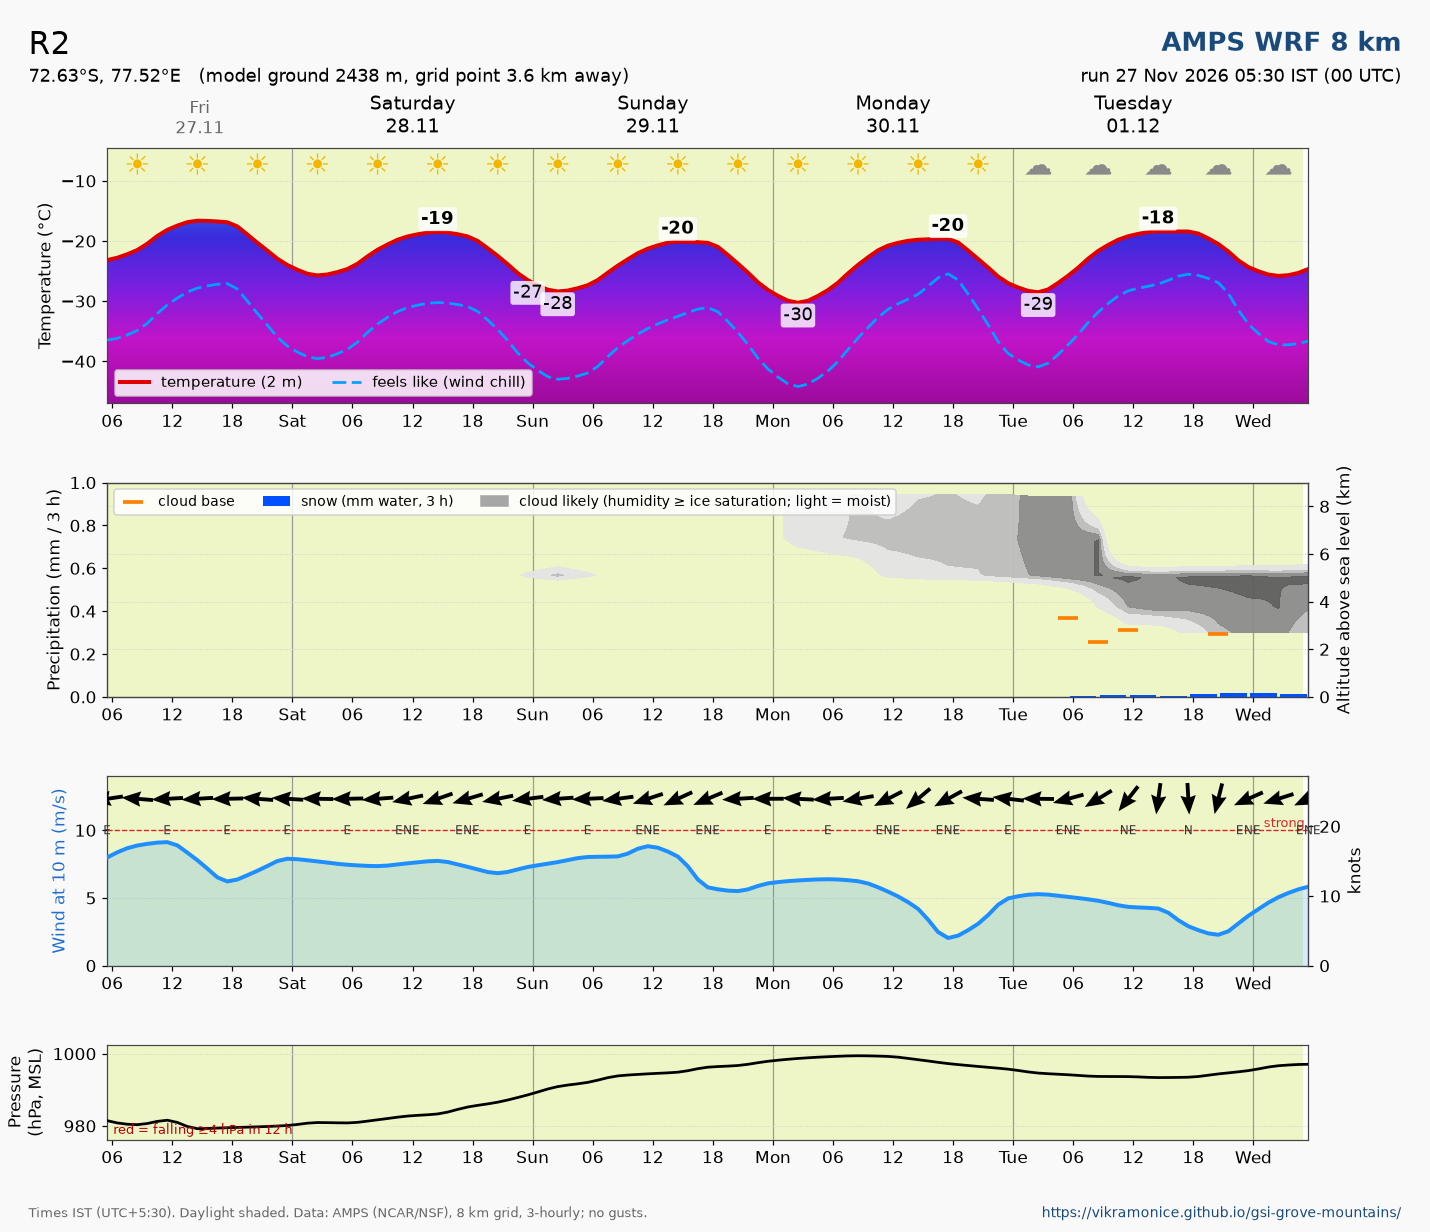 R2
AMPS WRF 8 km
72.63°S, 77.52°E (model ground 2438 m, grid point 3.6 km away)
run 27 Nov 2026 05:30 IST (00 UTC)
Fri
27.11
Saturday
28.11
Sunday
29.11
Monday
30.11
Tuesday
01.12
Temperature (°C)
−10
−20
−30
−40
-19
-20
-20
-18
-27
-28
-30
-29
temperature (2 m)
feels like (wind chill)
06 12 18 Sat 06 12 18 Sun 06 12 18 Mon 06 12 18 Tue 06 12 18 Wed
Precipitation (mm / 3 h)
1.0
0.8
0.6
0.4
0.2
0.0
cloud base
snow (mm water, 3 h)
cloud likely (humidity ≥ ice saturation; light = moist)
8
6
4
2
0
Altitude above sea level (km)
06 12 18 Sat 06 12 18 Sun 06 12 18 Mon 06 12 18 Tue 06 12 18 Wed
Wind at 10 m (m/s)
10
5
0
strong
E E E E E ENE ENE E E ENE ENE E E ENE ENE E ENE NE N ENE ENE
20
10
0
knots
06 12 18 Sat 06 12 18 Sun 06 12 18 Mon 06 12 18 Tue 06 12 18 Wed
Pressure
(hPa, MSL)
1000
980
red = falling ≥4 hPa in 12 h
06 12 18 Sat 06 12 18 Sun 06 12 18 Mon 06 12 18 Tue 06 12 18 Wed
Times IST (UTC+5:30). Daylight shaded. Data: AMPS (NCAR/NSF), 8 km grid, 3-hourly; no gusts.
https://vikramonice.github.io/gsi-grove-mountains/